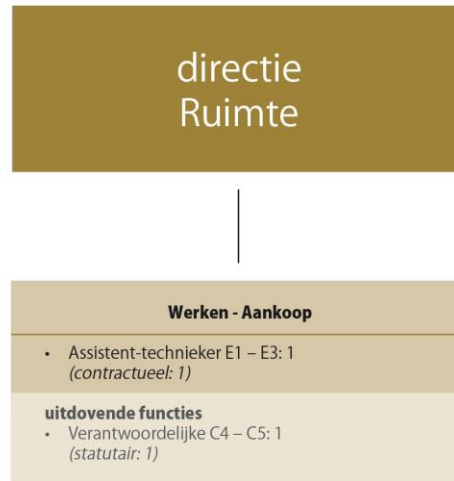 directie
Ruimte
Werken - Aankoop
• Assistent-technieker E1 – E3: 1
(contractueel: 1)
uitdovende functies
• Verantwoordelijke C4 – C5: 1
(statutair: 1)